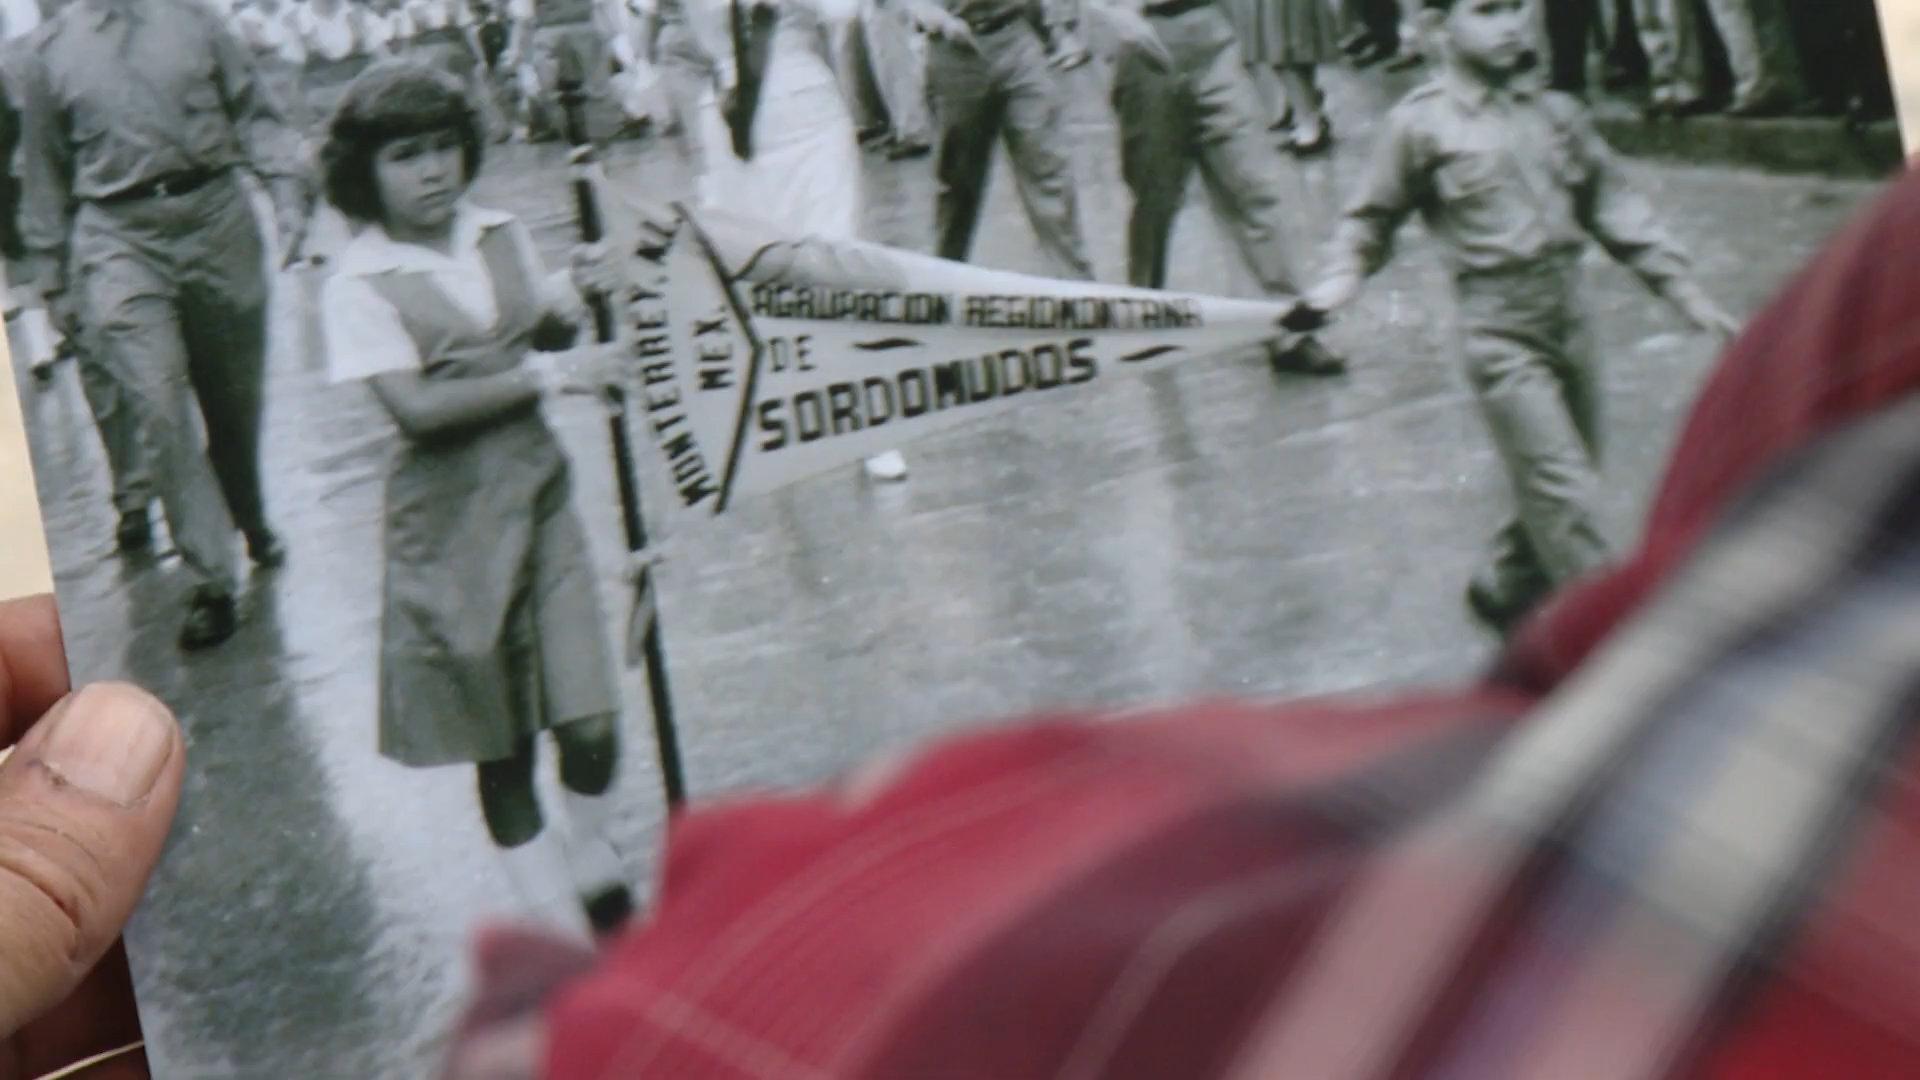 MONTERREY, N.L.
MEX.
AGRUPACION REGIOMONTANA
DE
SORDOMUDOS